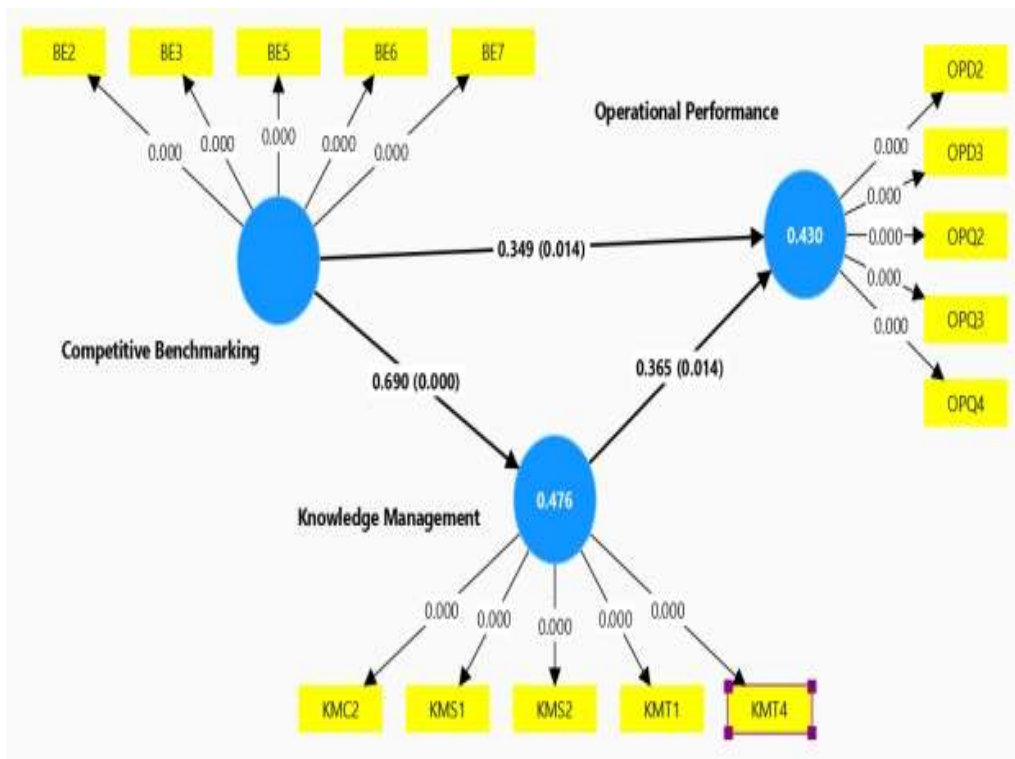 BE2 BE3 BE5 BE6 BE7
0.000 0.000 0.000 0.000 0.000
Competitive Benchmarking
Operational Performance
0.430
OPD2
OPD3
OPQ2
OPQ3
OPQ4
0.000
0.000
0.000
0.000
0.000
0.349 (0.014)
0.690 (0.000)
0.365 (0.014)
Knowledge Management
0.476
0.000 0.000 0.000 0.000 0.000
KMC2 KMS1 KMS2 KMT1 KMT4